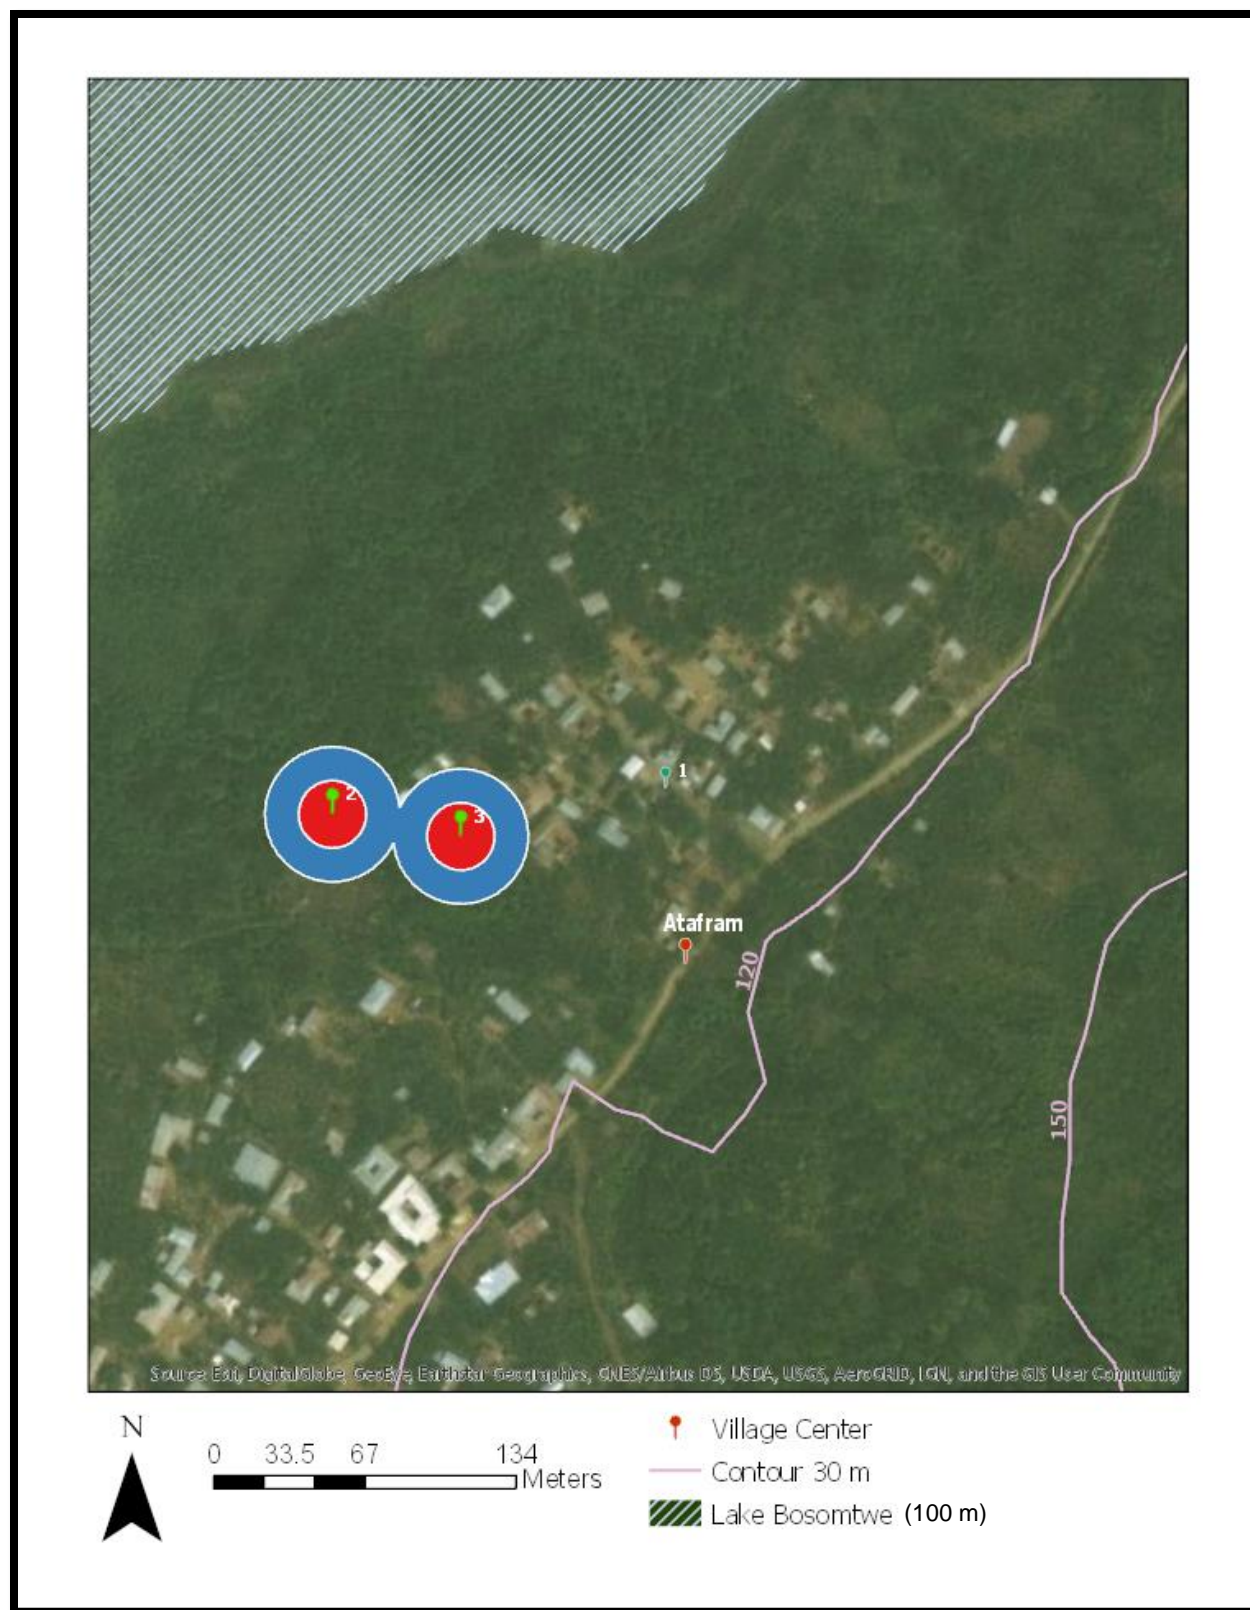 1
2
3
Atafram
120
150
Source: Esri, DigitalGlobe, GeoEye, Earthstar Geographics, CNES/Airbus DS, USDA, USGS, AeroGRID, IGN, and the GIS User Community
N
0 33.5 67 134
Meters
Village Center
Contour 30 m
Lake Bosomtwe (100 m)